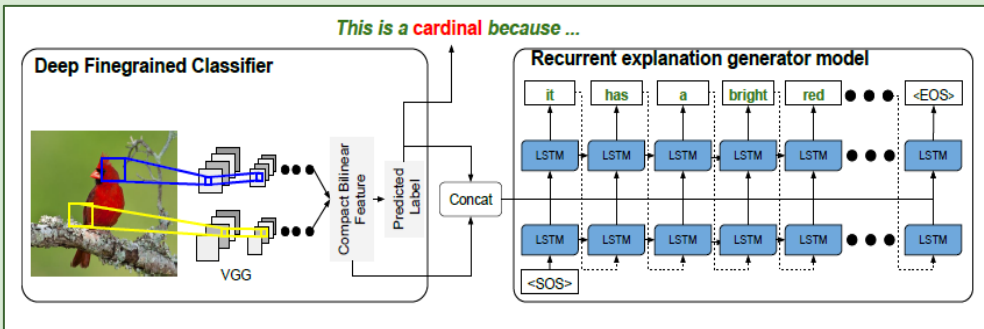 This is a cardinal because ...
Deep Finegrained Classifier
VGG
Compact Bilinear
Feature
Predicted
Label
Concat
Recurrent explanation generator model
it has a bright red <EOS>
LSTM LSTM LSTM LSTM LSTM LSTM
LSTM LSTM LSTM LSTM LSTM LSTM
<SOS>